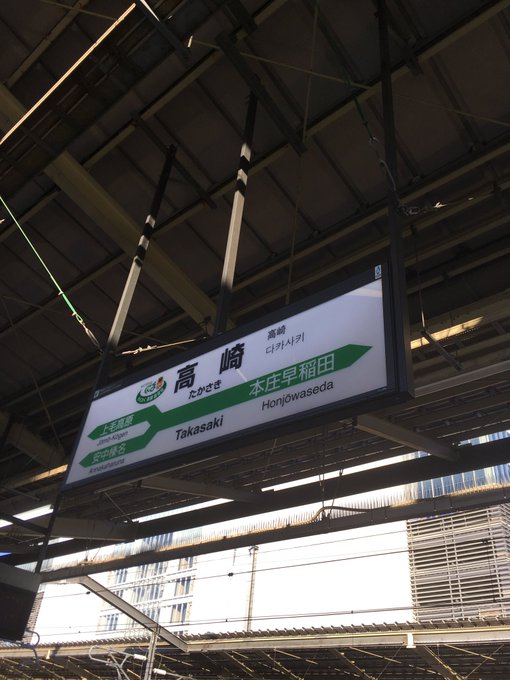 高崎
たかさき
Takasaki
高崎
다카사키
上毛高原
Jōmō-Kōgen
安中榛名
Annakaharuna
本庄早稲田
Honjōwaseda